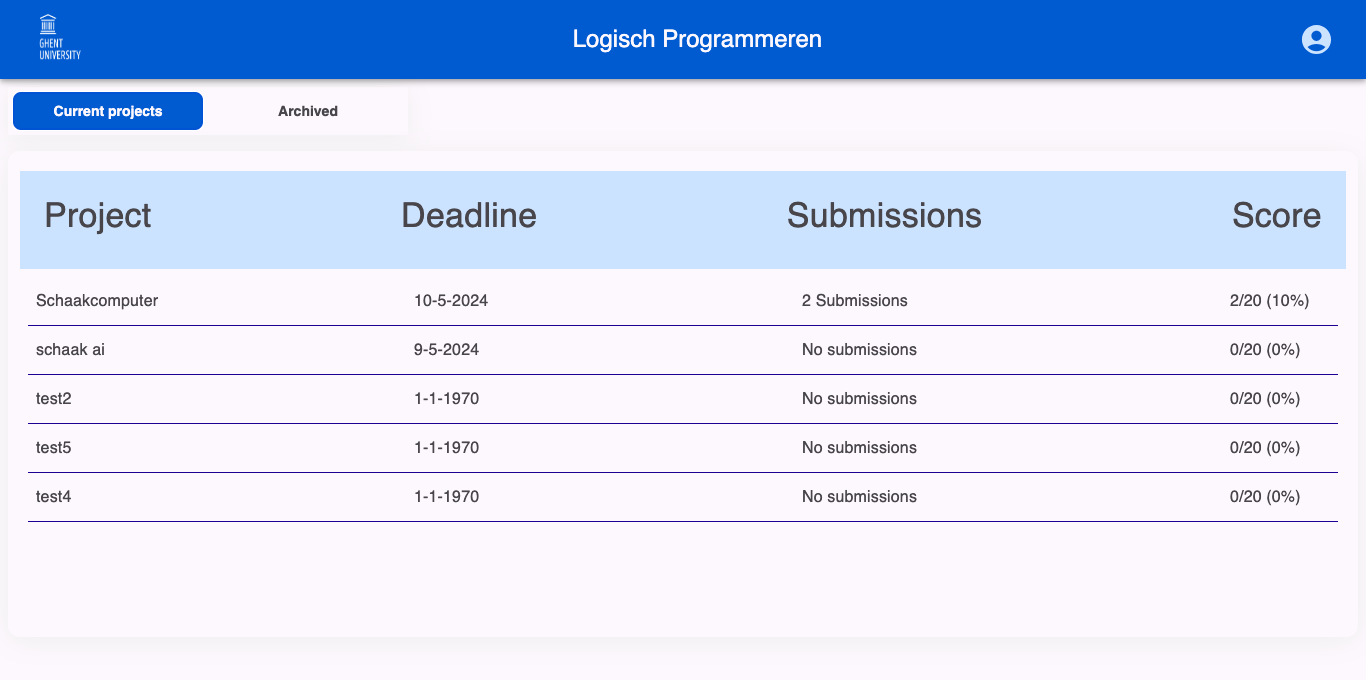 GHENT
UNIVERSITY
Logisch Programmeren
Current projects Archived
Project Deadline Submissions Score
Schaakcomputer 10-5-2024 2 Submissions 2/20 (10%)
schaak ai 9-5-2024 No submissions 0/20 (0%)
test2 1-1-1970 No submissions 0/20 (0%)
test5 1-1-1970 No submissions 0/20 (0%)
test4 1-1-1970 No submissions 0/20 (0%)